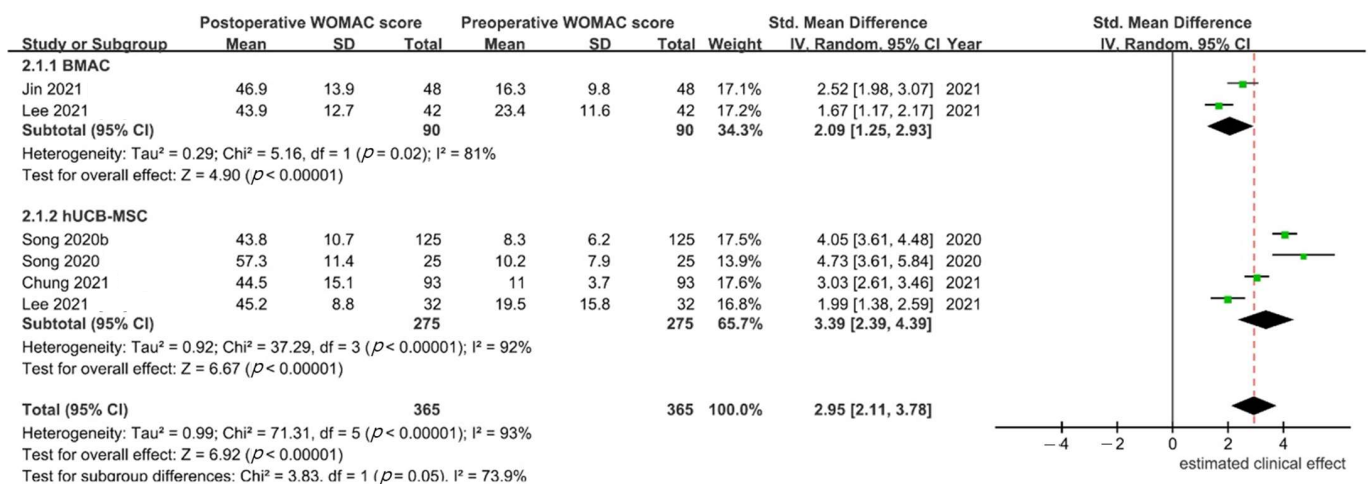 Postoperative WOMAC score Preoperative WOMAC score Std. Mean Difference Std. Mean Difference
Study or Subgroup Mean SD Total Mean SD Total Weight IV. Random. 95% CI Year IV. Random. 95% CI
2.1.1 BMAC
Jin 2021 46.9 13.9 48 16.3 9.8 48 17.1% 2.52 [1.98, 3.07] 2021
Lee 2021 43.9 12.7 42 23.4 11.6 42 17.2% 1.67 [1.17, 2.17] 2021
Subtotal (95% CI) 90 90 34.3% 2.09 [1.25, 2.93]
Heterogeneity: Tau² = 0.29; Chi² = 5.16, df = 1 (p = 0.02); I² = 81%
Test for overall effect: Z = 4.90 (p < 0.00001)
2.1.2 hUCB-MSC
Song 2020b 43.8 10.7 125 8.3 6.2 125 17.5% 4.05 [3.61, 4.48] 2020
Song 2020 57.3 11.4 25 10.2 7.9 25 13.9% 4.73 [3.61, 5.84] 2020
Chung 2021 44.5 15.1 93 11 3.7 93 17.6% 3.03 [2.61, 3.46] 2021
Lee 2021 45.2 8.8 32 19.5 15.8 32 16.8% 1.99 [1.38, 2.59] 2021
Subtotal (95% CI) 275 275 65.7% 3.39 [2.39, 4.39]
Heterogeneity: Tau² = 0.92; Chi² = 37.29, df = 3 (p < 0.00001); I² = 92%
Test for overall effect: Z = 6.67 (p < 0.00001)
Total (95% CI) 365 365 100.0% 2.95 [2.11, 3.78]
Heterogeneity: Tau² = 0.99; Chi² = 71.31, df = 5 (p < 0.00001); I² = 93%
Test for overall effect: Z = 6.92 (p < 0.00001)
Test for subgroup differences: Chi² = 3.83, df = 1 (p = 0.05), I² = 73.9%
−4 −2 0 2 4
estimated clinical effect